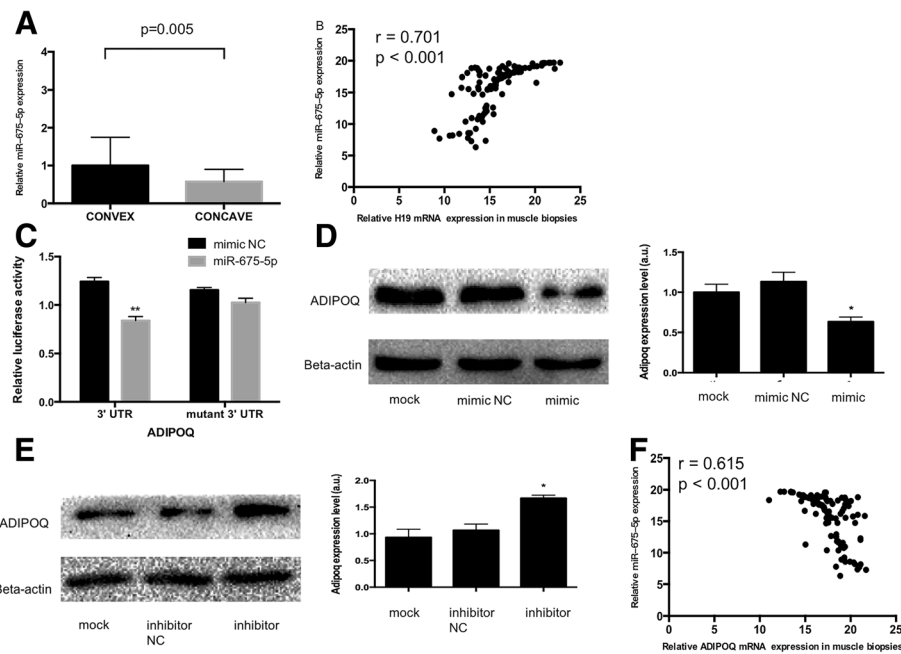 A
p=0.005
Relative miR-675-5p expression
4
3
2
1
0
CONVEX
CONCAVE
B
r = 0.701
p < 0.001
Relative miR-675-5p expression
25
20
15
10
5
0
0
5
10
15
20
25
Relative H19 mRNA expression in muscle biopsies
C
mimic NC
miR-675-5p
Relative luciferase activity
1.5
1.0
0.5
0.0
**
3' UTR
mutant 3' UTR
ADIPOQ
D
ADIPOQ
Beta-actin
mock
mimic NC
mimic
Adipoq expression level (a.u.)
1.5
1.0
0.5
0.0
*
mock
mimic NC
mimic
E
ADIPOQ
Beta-actin
mock
inhibitor
NC
inhibitor
Adipoq expression level (a.u.)
2.0
1.5
1.0
0.5
0.0
*
mock
inhibitor
NC
inhibitor
F
r = 0.615
p < 0.001
Relative miR-675-5p expression
25
20
15
10
5
0
0
5
10
15
20
25
Relative ADIPOQ mRNA expression in muscle biopsies